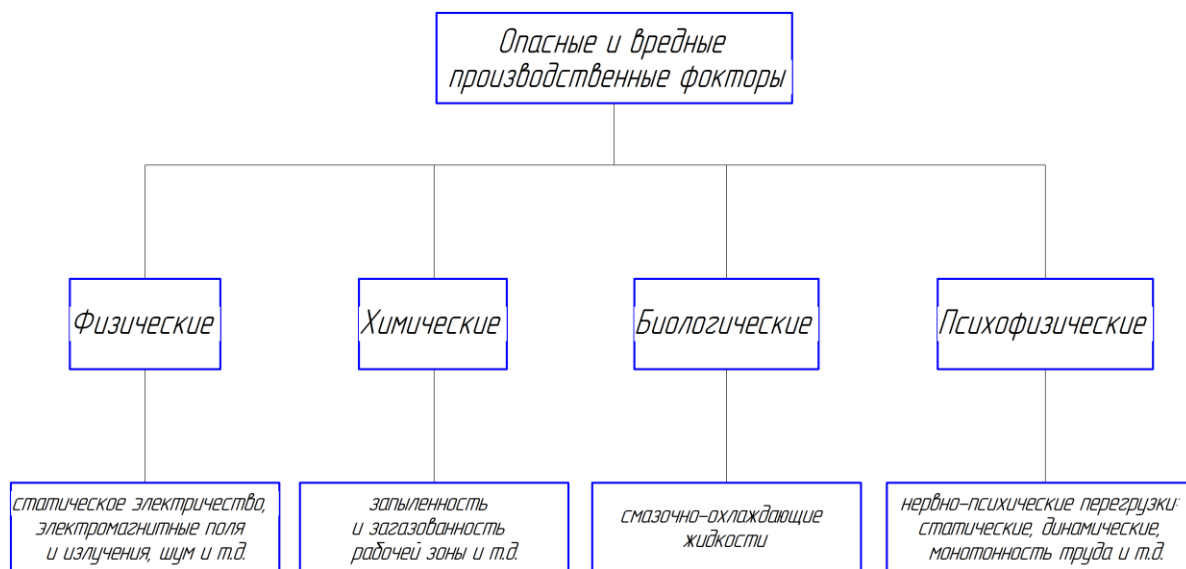 Опасные и вредные
производственные фокторы
Физические
Химические
Биологические
Психофизические
статическое электричество,
электромагнитные поля
и излучения, шум и т.д.
запыленность
и загазованность
рабочей зоны и т.д.
смазочно-охлаждающие
жидкости
нервно-психические перегрузки:
статические, динамические,
монотонность труда и т.д.